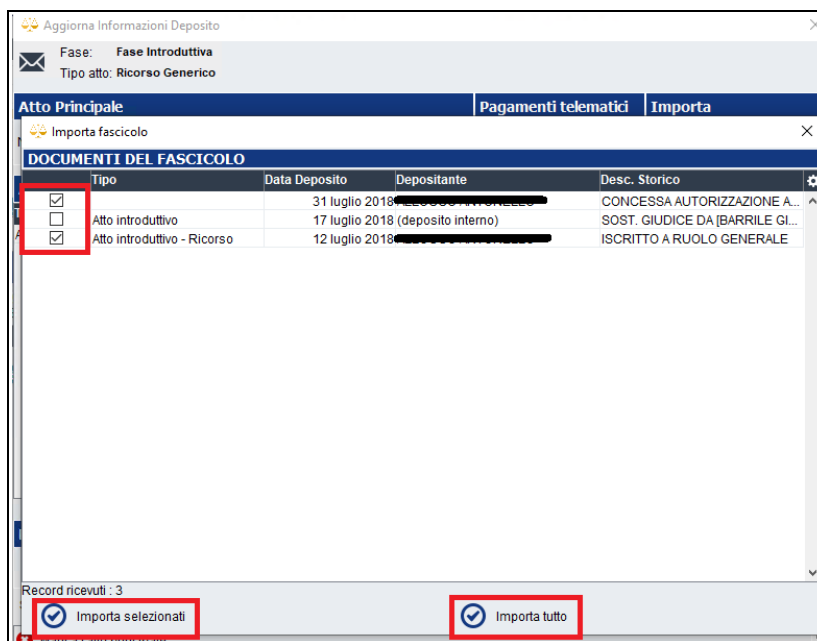 Aggiorna Informazioni Deposito
Fase: Fase Introduttiva
Tipo atto: Ricorso Generico
Atto Principale Pagamenti telematici Importa
Importa fascicolo
DOCUMENTI DEL FASCICOLO
Tipo Data Deposito Depositante Desc. Storico
31 luglio 2018 CONCESSA AUTORIZZAZIONE A...
Atto introduttivo 17 luglio 2018 (deposito interno) SOST. GIUDICE DA [BARRILE GI...
Atto introduttivo - Ricorso 12 luglio 2018 ISCRITTO A RUOLO GENERALE
Record ricevuti : 3
Importa selezionati Importa tutto